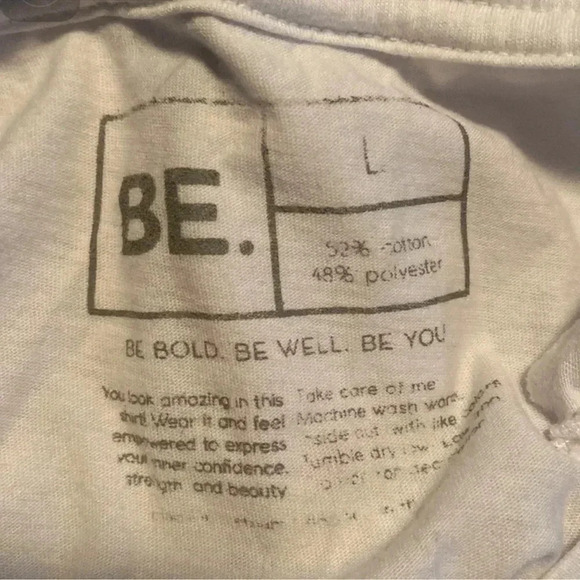 BE.
L
52% cotton
48% polyester
BE BOLD. BE WELL. BE YOU
You look amazing in this
shirt! Wear it and feel
empowered to express
your inner confidence,
strength and beauty
Take care of me
Machine wash warm,
inside out with like colors
Tumble dry low